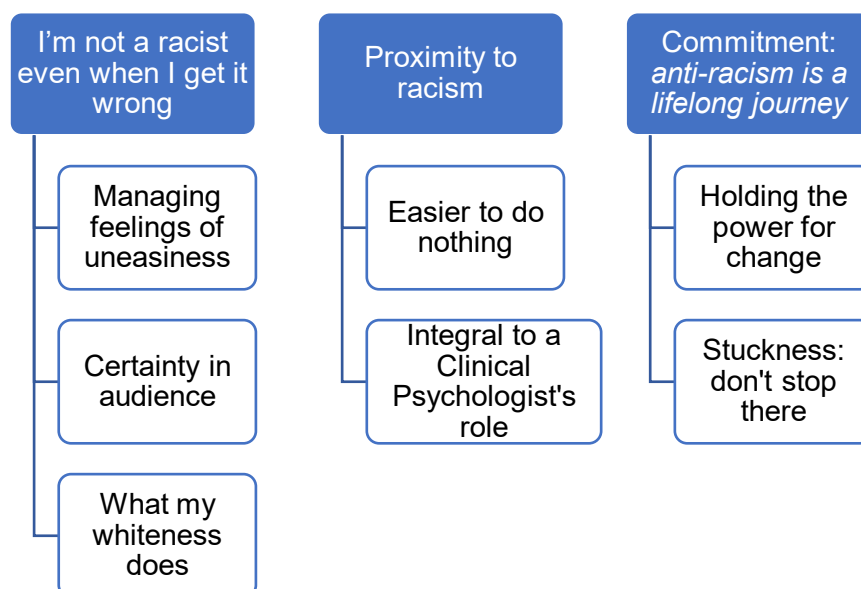 I’m not a racist
even when I get it
wrong
Managing
feelings of
uneasiness
Certainty in
audience
What my
whiteness
does
Proximity to
racism
Easier to do
nothing
Integral to a
Clinical
Psychologist's
role
Commitment:
anti-racism is a
lifelong journey
Holding the
power for
change
Stuckness:
don't stop
there